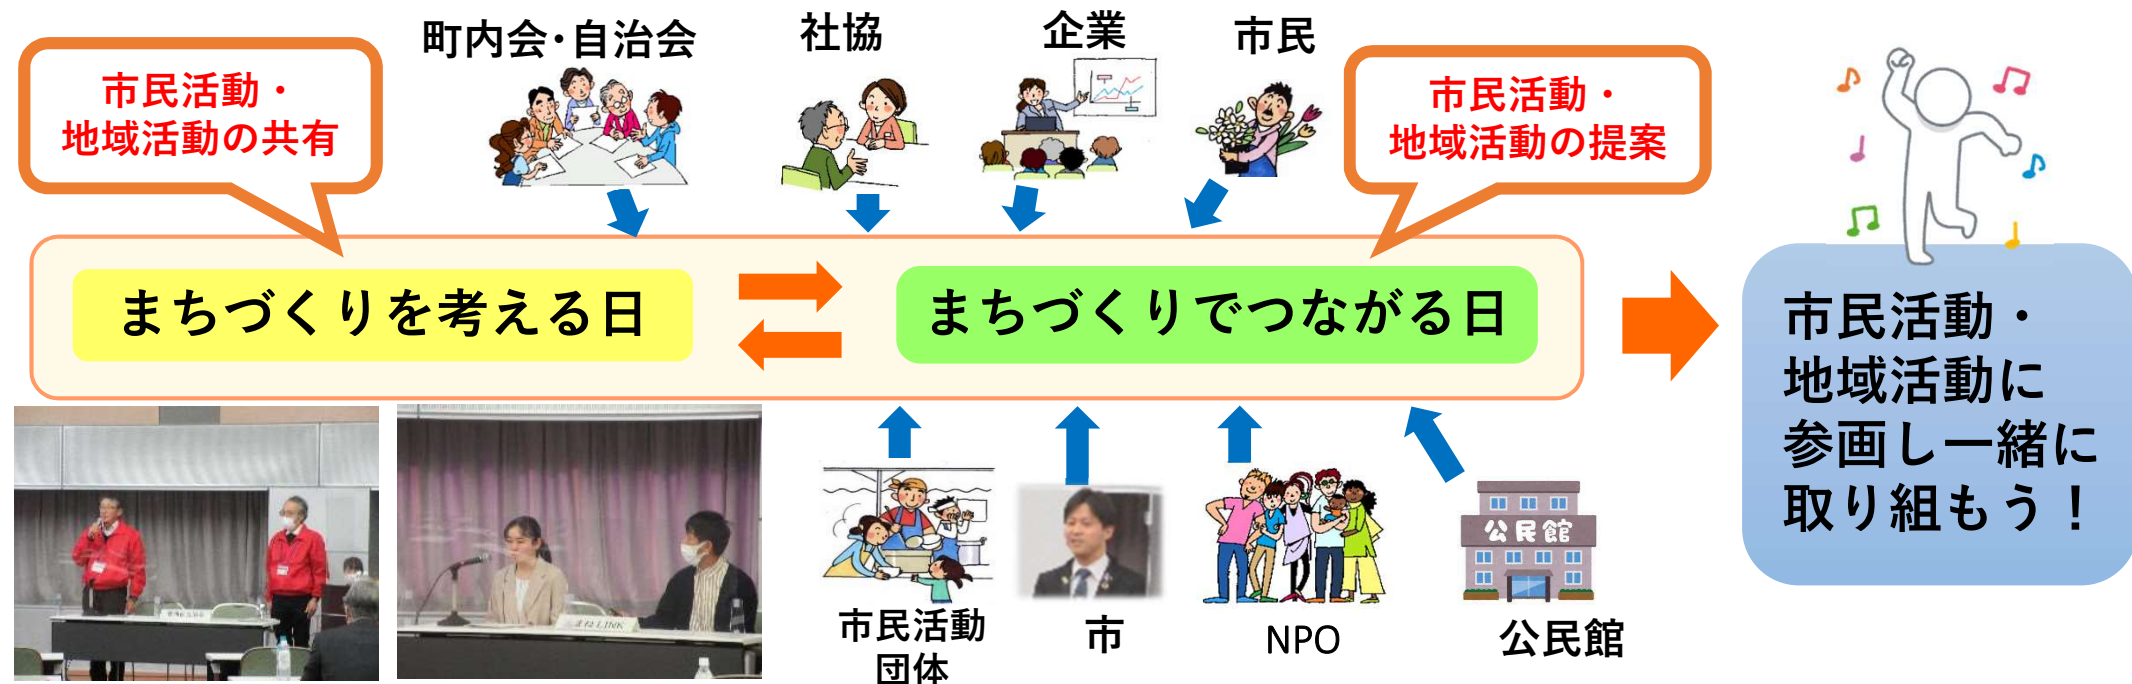 町内会・自治会
社協
企業
市民
市民活動・
地域活動の共有
市民活動・
地域活動の提案
まちづくりを考える日
まちづくりでつながる日
市民活動・
地域活動に
参画し一緒に
取り組もう！
市民活動
団体
市
NPO
公民館
公民館